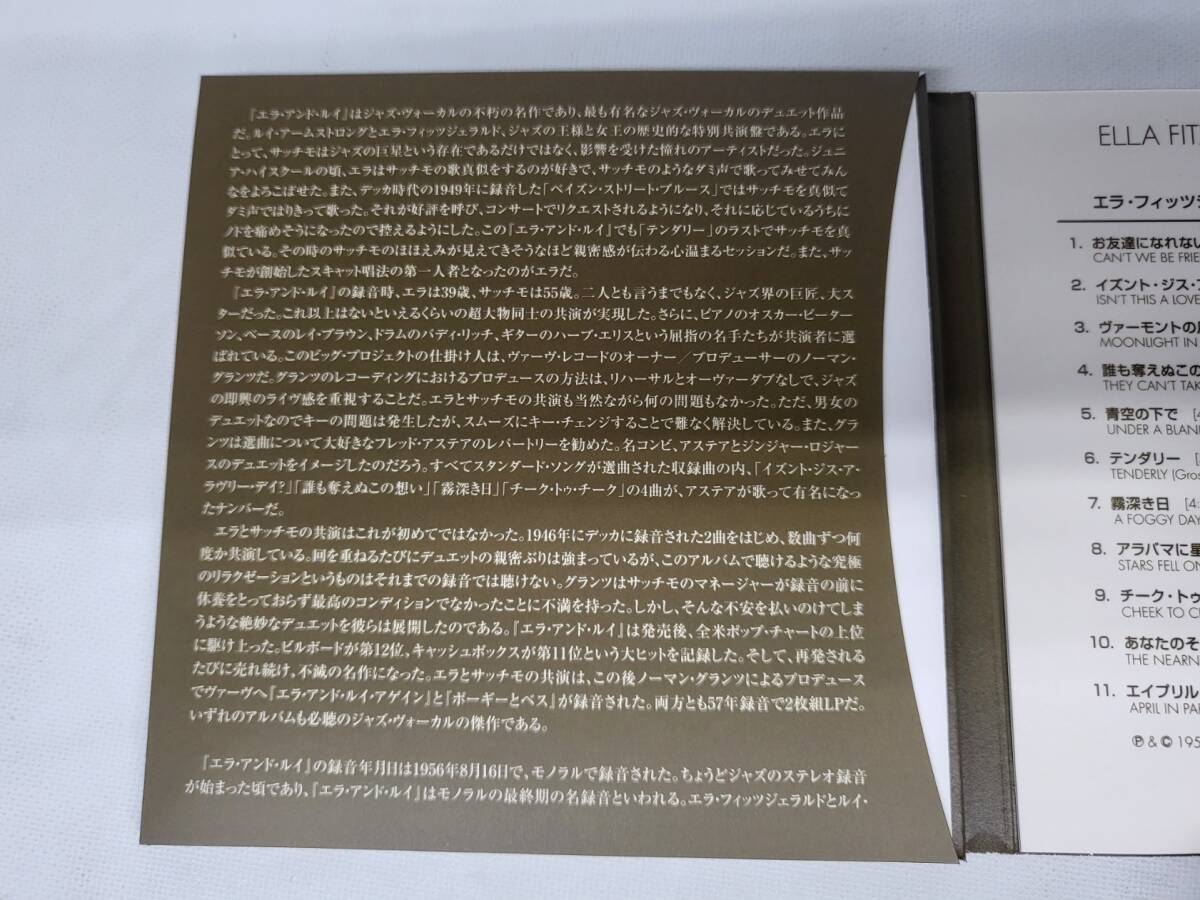 『エラ・アンド・ルイ』はジャズ・ヴォーカルの不朽の名作であり、最も有名なジャズ・ヴォーカルのデュエット作品
だ。ルイ・アームストロングとエラ・フィッツジェラルド、ジャズの王様と女王の歴史的な特別共演盤である。エラに
とって、サッチモはジャズの巨星という存在であるだけではなく、影響を受けた憧れのアーティストだった。ジュニ
ア・ハイスクールの頃、エラはサッチモの歌真似をするのが好きで、サッチモのようなダミ声で歌ってみせてみん
なをよろこばせた。また、デッカ時代の1949年に録音した「ベイズン・ストリート・ブルース」ではサッチモを真似て
ダミ声ではりきって歌った。それが好評を呼び、コンサートでリクエストされるようになり、それに応じているうちに
ノドを痛めそうになったので控えるようにした。この『エラ・アンド・ルイ』でも「テンダリー」のラストでサッチモを真
似ている。その時のサッチモのほほえみが見えてきそうなほど親密感が伝わる心温まるセッションだ。また、サッ
チモが創始したスキャット唱法の第一人者となったのがエラだ。
『エラ・アンド・ルイ』の録音時、エラは39歳、サッチモは55歳。二人とも言うまでもなく、ジャズ界の巨匠、大ス
ターだった。これ以上はないといえるくらいの超大物同士の共演が実現した。さらに、ピアノのオスカー・ピーター
ソン、ベースのレイ・ブラウン、ドラムのバディ・リッチ、ギターのハーブ・エリスという屈指の名手たちが共演者に選
ばれている。このビッグ・プロジェクトの仕掛け人は、ヴァーヴ・レコードのオーナー／プロデューサーのノーマン・
グランツだ。グランツのレコーディングにおけるプロデュースの方法は、リハーサルとオーヴァーダブなしで、ジャズ
の即興のライヴ感を重視することだ。エラとサッチモの共演も当然ながら何の問題もなかった。ただ、男女の
デュエットなのでキーの問題は発生したが、スムーズにキー・チェンジすることで難なく解決している。また、グラ
ンツは選曲について大好きなフレッド・アステアのレパートリーを勧めた。名コンビ、アステアとジンジャー・ロジャー
スのデュエットをイメージしたのだろう。すべてスタンダード・ソングが選曲された収録曲の内、「イズント・ジス・ア・
ラヴリー・デイ?」「誰も奪えぬこの想い」「霧深き日」「チーク・トゥ・チーク」の4曲が、アステアが歌って有名になっ
たナンバーだ。
エラとサッチモの共演はこれが初めてではなかった。1946年にデッカに録音された2曲をはじめ、数曲ずつ何
度か共演している。回を重ねるたびにデュエットの親密ぶりは強まっているが、このアルバムで聴けるような究極
のリラクゼーションというものはそれまでの録音では聴けない。グランツはサッチモのマネージャーが録音の前に
休養をとっておらず最高のコンディションでなかったことに不満を持った。しかし、そんな不安を払いのけてしま
うような絶妙なデュエットを彼らは展開したのである。『エラ・アンド・ルイ』は発売後、全米ポップ・チャートの上位
に駆け上った。ビルボードが第12位、キャッシュボックスが第11位という大ヒットを記録した。そして、再発される
たびに売れ続け、不滅の名作になった。エラとサッチモの共演は、この後ノーマン・グランツによるプロデュース
でヴァーヴへ『エラ・アンド・ルイ・アゲイン』と『ポーギーとベス』が録音された。両方とも57年録音で2枚組LPだ。
いずれのアルバムも必聴のジャズ・ヴォーカルの傑作である。
『エラ・アンド・ルイ』の録音年月日は1956年8月16日で、モノラルで録音された。ちょうどジャズのステレオ録音
が始まった頃であり、『エラ・アンド・ルイ』はモノラルの最終期の名録音といわれる。エラ・フィッツジェラルドとルイ・
ELLA FIT
エラ・フィッツジ
1. お友達になれない
CAN'T WE BE FRIE
2. イズント・ジス・ア
ISN'T THIS A LOVE
3. ヴァーモントの
MOONLIGHT IN
4. 誰も奪えぬこの
THEY CAN'T TAK
5. 青空の下で [4
UNDER A BLAN
6. テンダリー [
TENDERLY (Gros
7. 霧深き日 [4:
A FOGGY DAY
8. アラバマに星
STARS FELL ON
9. チーク・トゥ
CHEEK TO C
10. あなたのそ
THE NEARN
11. エイプリル
APRIL IN PAR
℗ & © 195